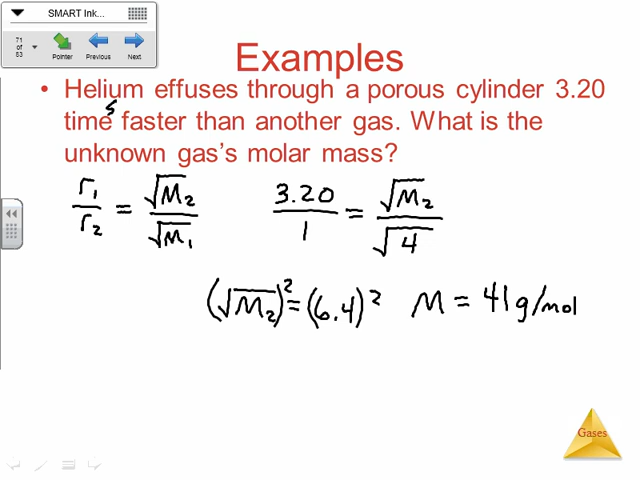 SMART Ink...
71
of
83
Pointer
Previous
Next
Examples
• Helium effuses through a porous cylinder 3.20
times faster than another gas. What is the
unknown gas's molar mass?
r₁/r₂ = √M₂/√M₁ 3.20/1 = √M₂/√4
(√M₂)² = (6.4)² M = 41 g/mol
Gases